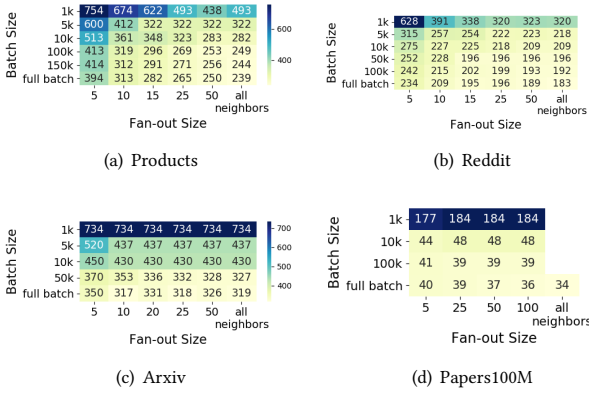 1k 754 674 622 493 438 493
5k 600 412 322 322 322 322
10k 513 361 348 323 283 282
100k 413 319 296 269 253 249
150k 414 312 291 271 256 244
full batch 394 313 282 265 250 239
5 10 15 25 50 all
neighbors
Fan-out Size
Batch Size
600
400
(a) Products
1k 628 391 338 320 323 320
5k 315 257 254 222 223 218
10k 275 227 225 218 209 209
50k 252 228 196 196 196 196
100k 242 215 202 199 193 192
full batch 234 209 195 196 189 183
5 10 15 25 50 all
neighbors
Fan-out Size
Batch Size
(b) Reddit
1k 734 734 734 734 734 734
5k 520 437 437 437 437 437
10k 450 430 430 430 430 430
50k 370 353 336 332 328 327
full batch 350 317 331 318 326 319
5 10 20 25 50 all
neighbors
Fan-out Size
Batch Size
700
600
500
400
(c) Arxiv
1k 177 184 184 184
10k 44 48 48 48
100k 41 39 39 39
full batch 40 39 37 36 34
5 25 50 100 all
neighbors
Fan-out Size
Batch Size
(d) Papers100M